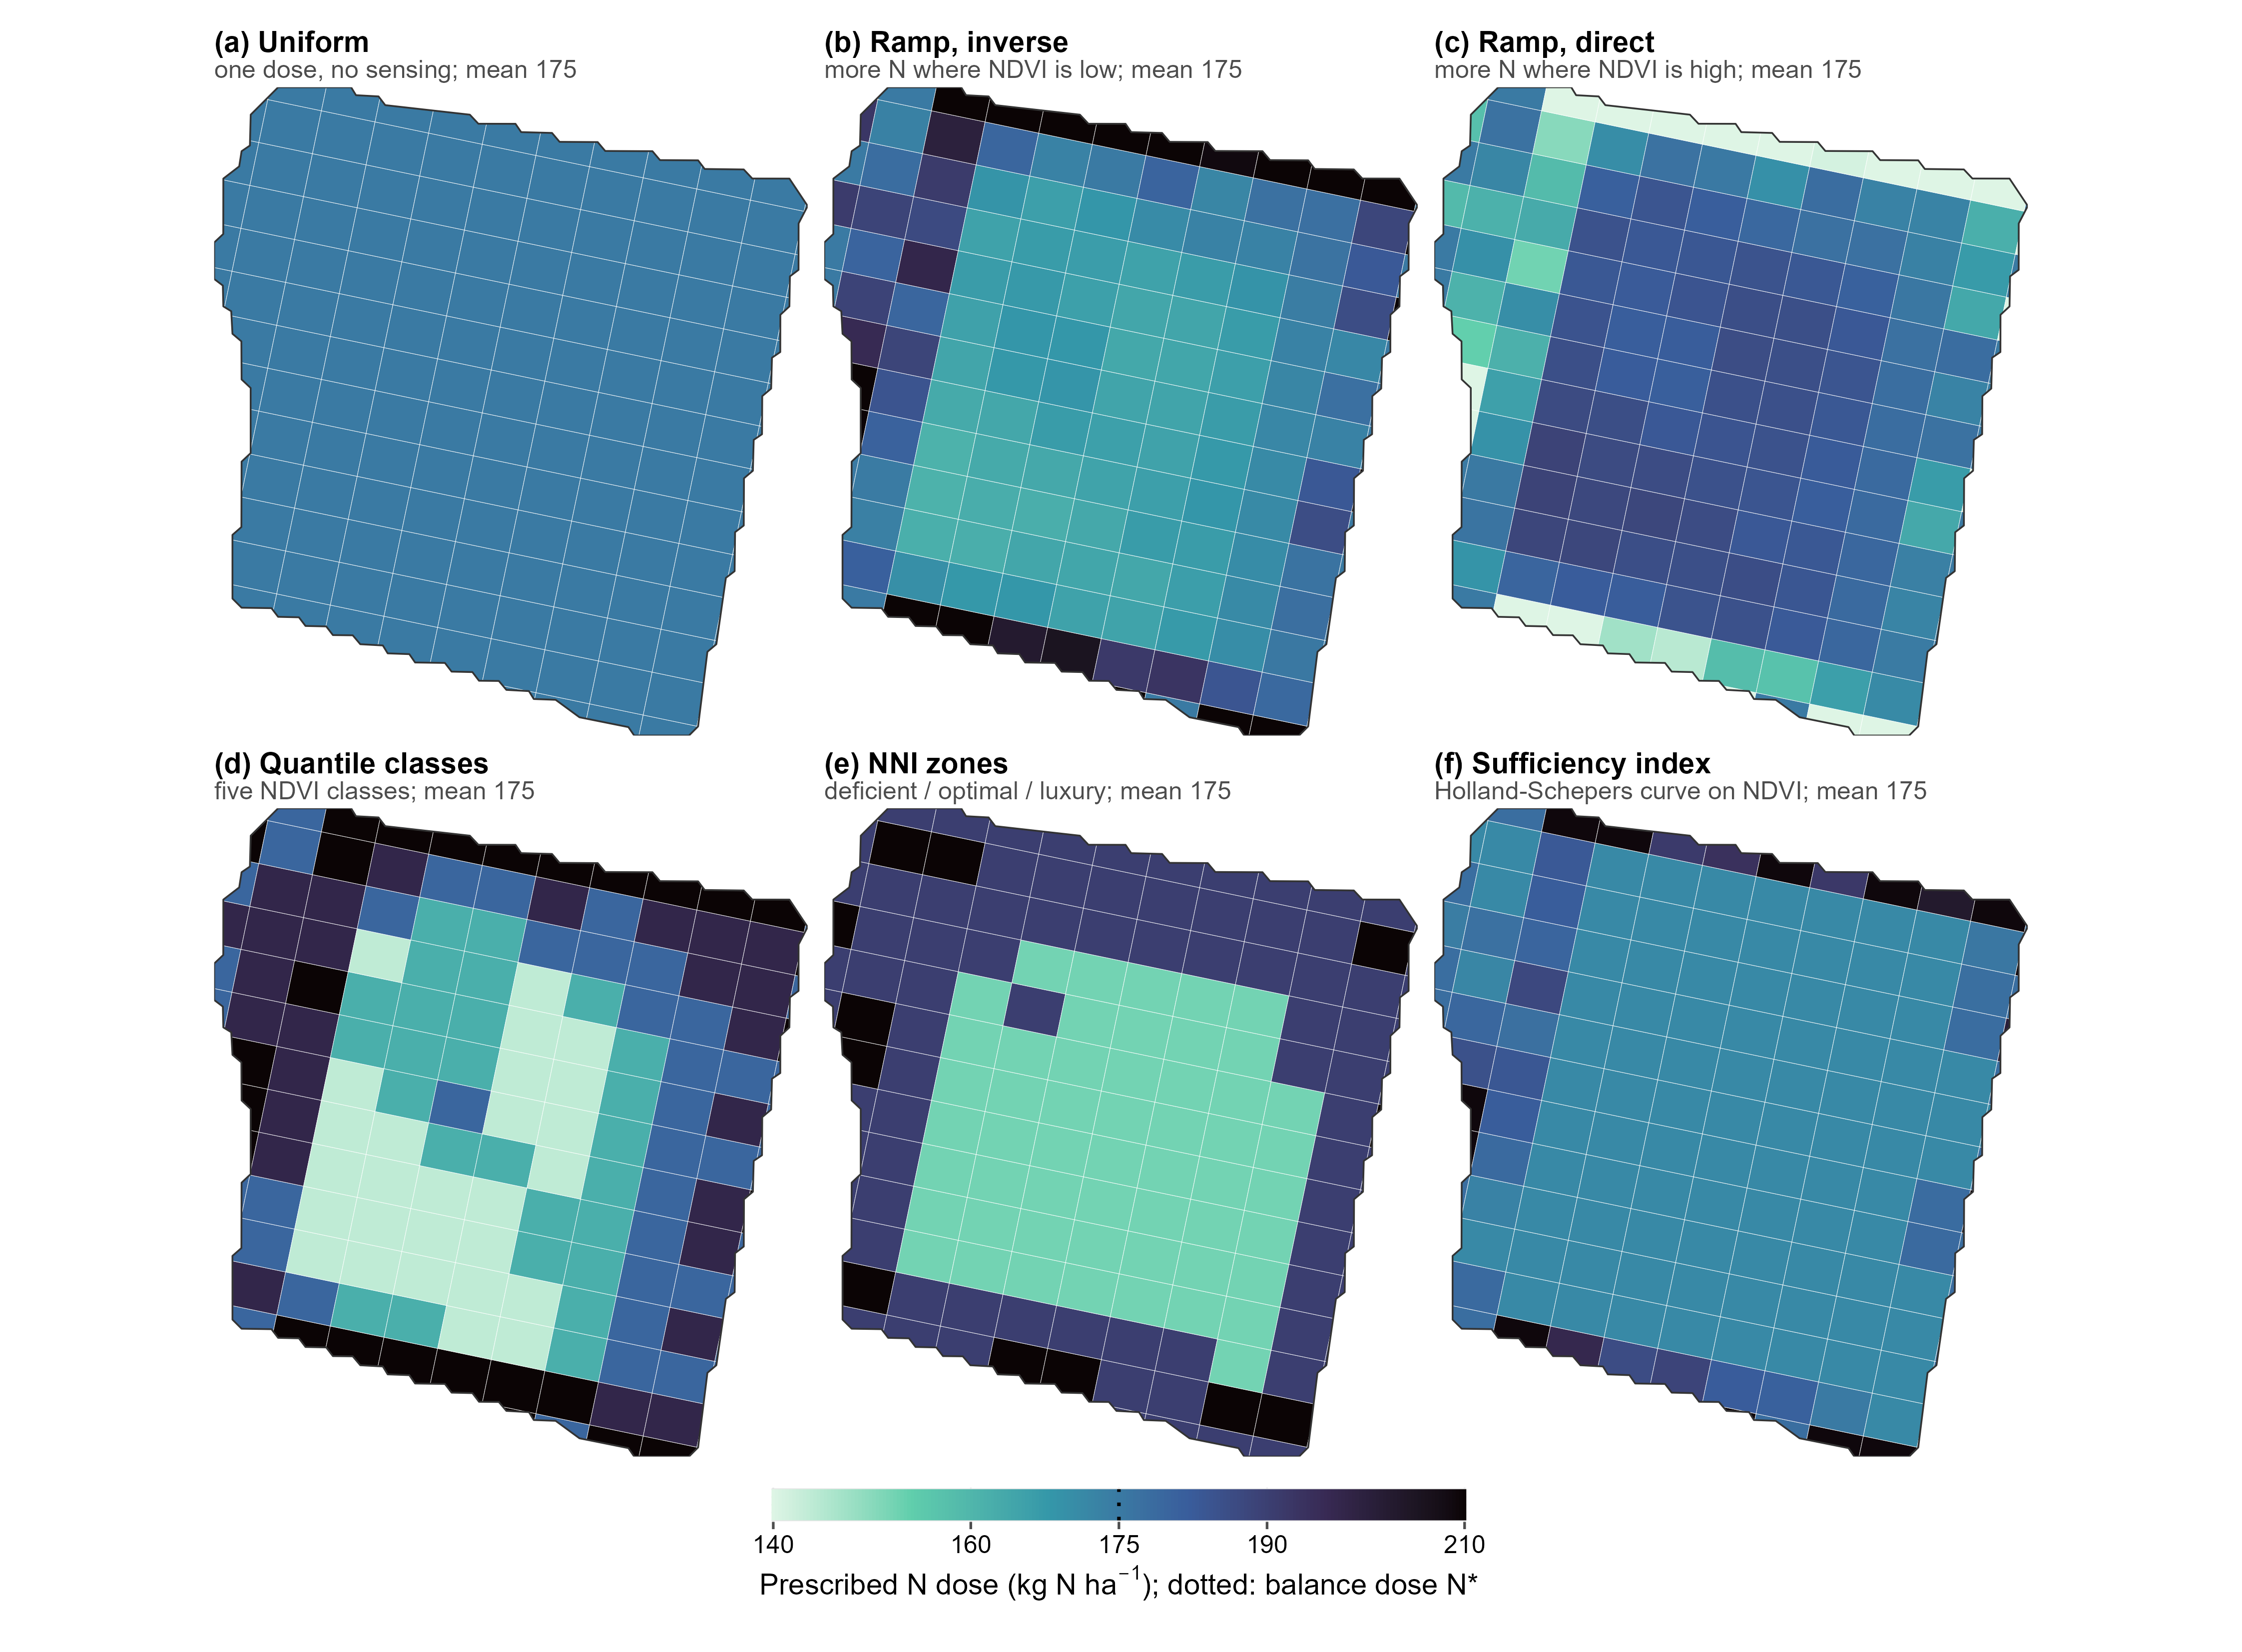 (a) Uniform
one dose, no sensing; mean 175
(b) Ramp, inverse
more N where NDVI is low; mean 175
(c) Ramp, direct
more N where NDVI is high; mean 175
(d) Quantile classes
five NDVI classes; mean 175
(e) NNI zones
deficient / optimal / luxury; mean 175
(f) Sufficiency index
Holland-Schepers curve on NDVI; mean 175
140 160 175 190 210
Prescribed N dose (kg N ha⁻¹); dotted: balance dose N*